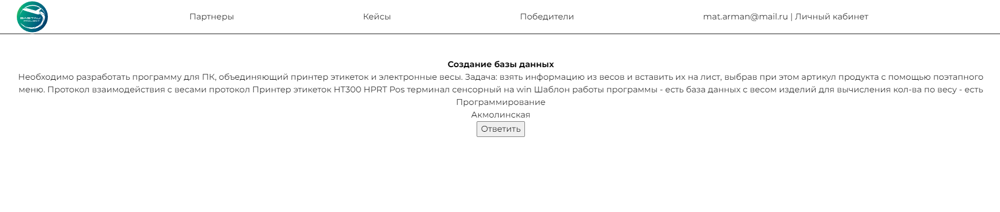 BASTAU
PROJECT
Партнеры
Кейсы
Победители
mat.arman@mail.ru | Личный кабинет
Создание базы данных
Необходимо разработать программу для ПК, объединяющий принтер этикеток и электронные весы. Задача: взять информацию из весов и вставить их на лист, выбрав при этом артикул продукта с помощью поэтапного
меню. Протокол взаимодействия с весами протокол Принтер этикеток HT300 HPRT Pos терминал сенсорный на win Шаблон работы программы - есть база данных с весом изделий для вычисления кол-ва по весу - есть
Программирование
Акмолинская
Ответить